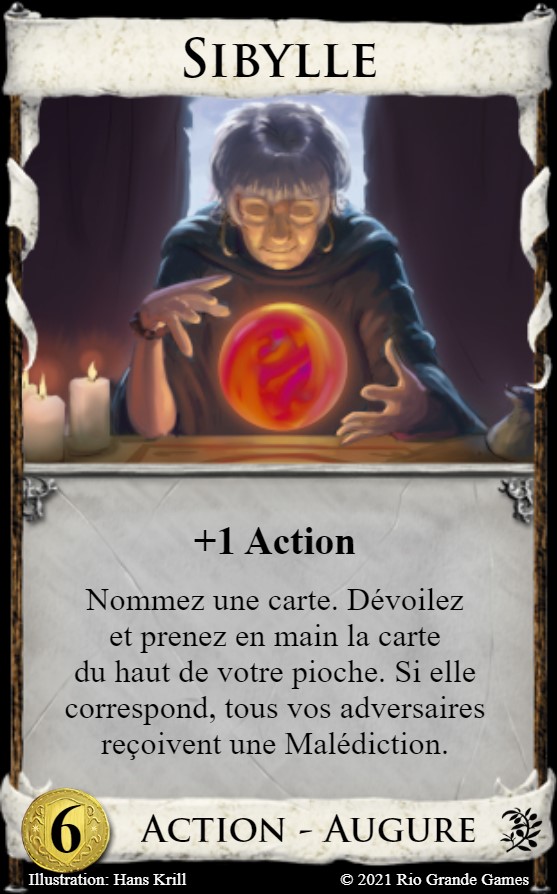 SIBYLLE
+1 Action
Nommez une carte. Dévoilez
et prenez en main la carte
du haut de votre pioche. Si elle
correspond, tous vos adversaires
reçoivent une Malédiction.
6
ACTION - AUGURE
Illustration: Hans Krill
© 2021 Rio Grande Games